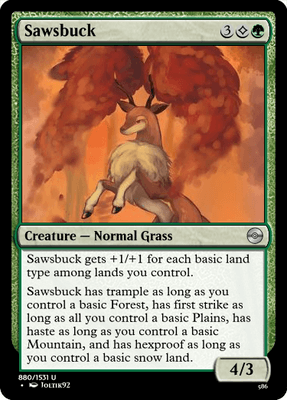 Sawsbuck 3
Creature — Normal Grass
Sawsbuck gets +1/+1 for each basic land
type among lands you control.
Sawsbuck has trample as long as you
control a basic Forest, has first strike as
long as all you control a basic Plains, has
haste as long as you control a basic
Mountain, and has hexproof as long as
you control a basic snow land.
4/3
880/1531 U
• JOLTIK92